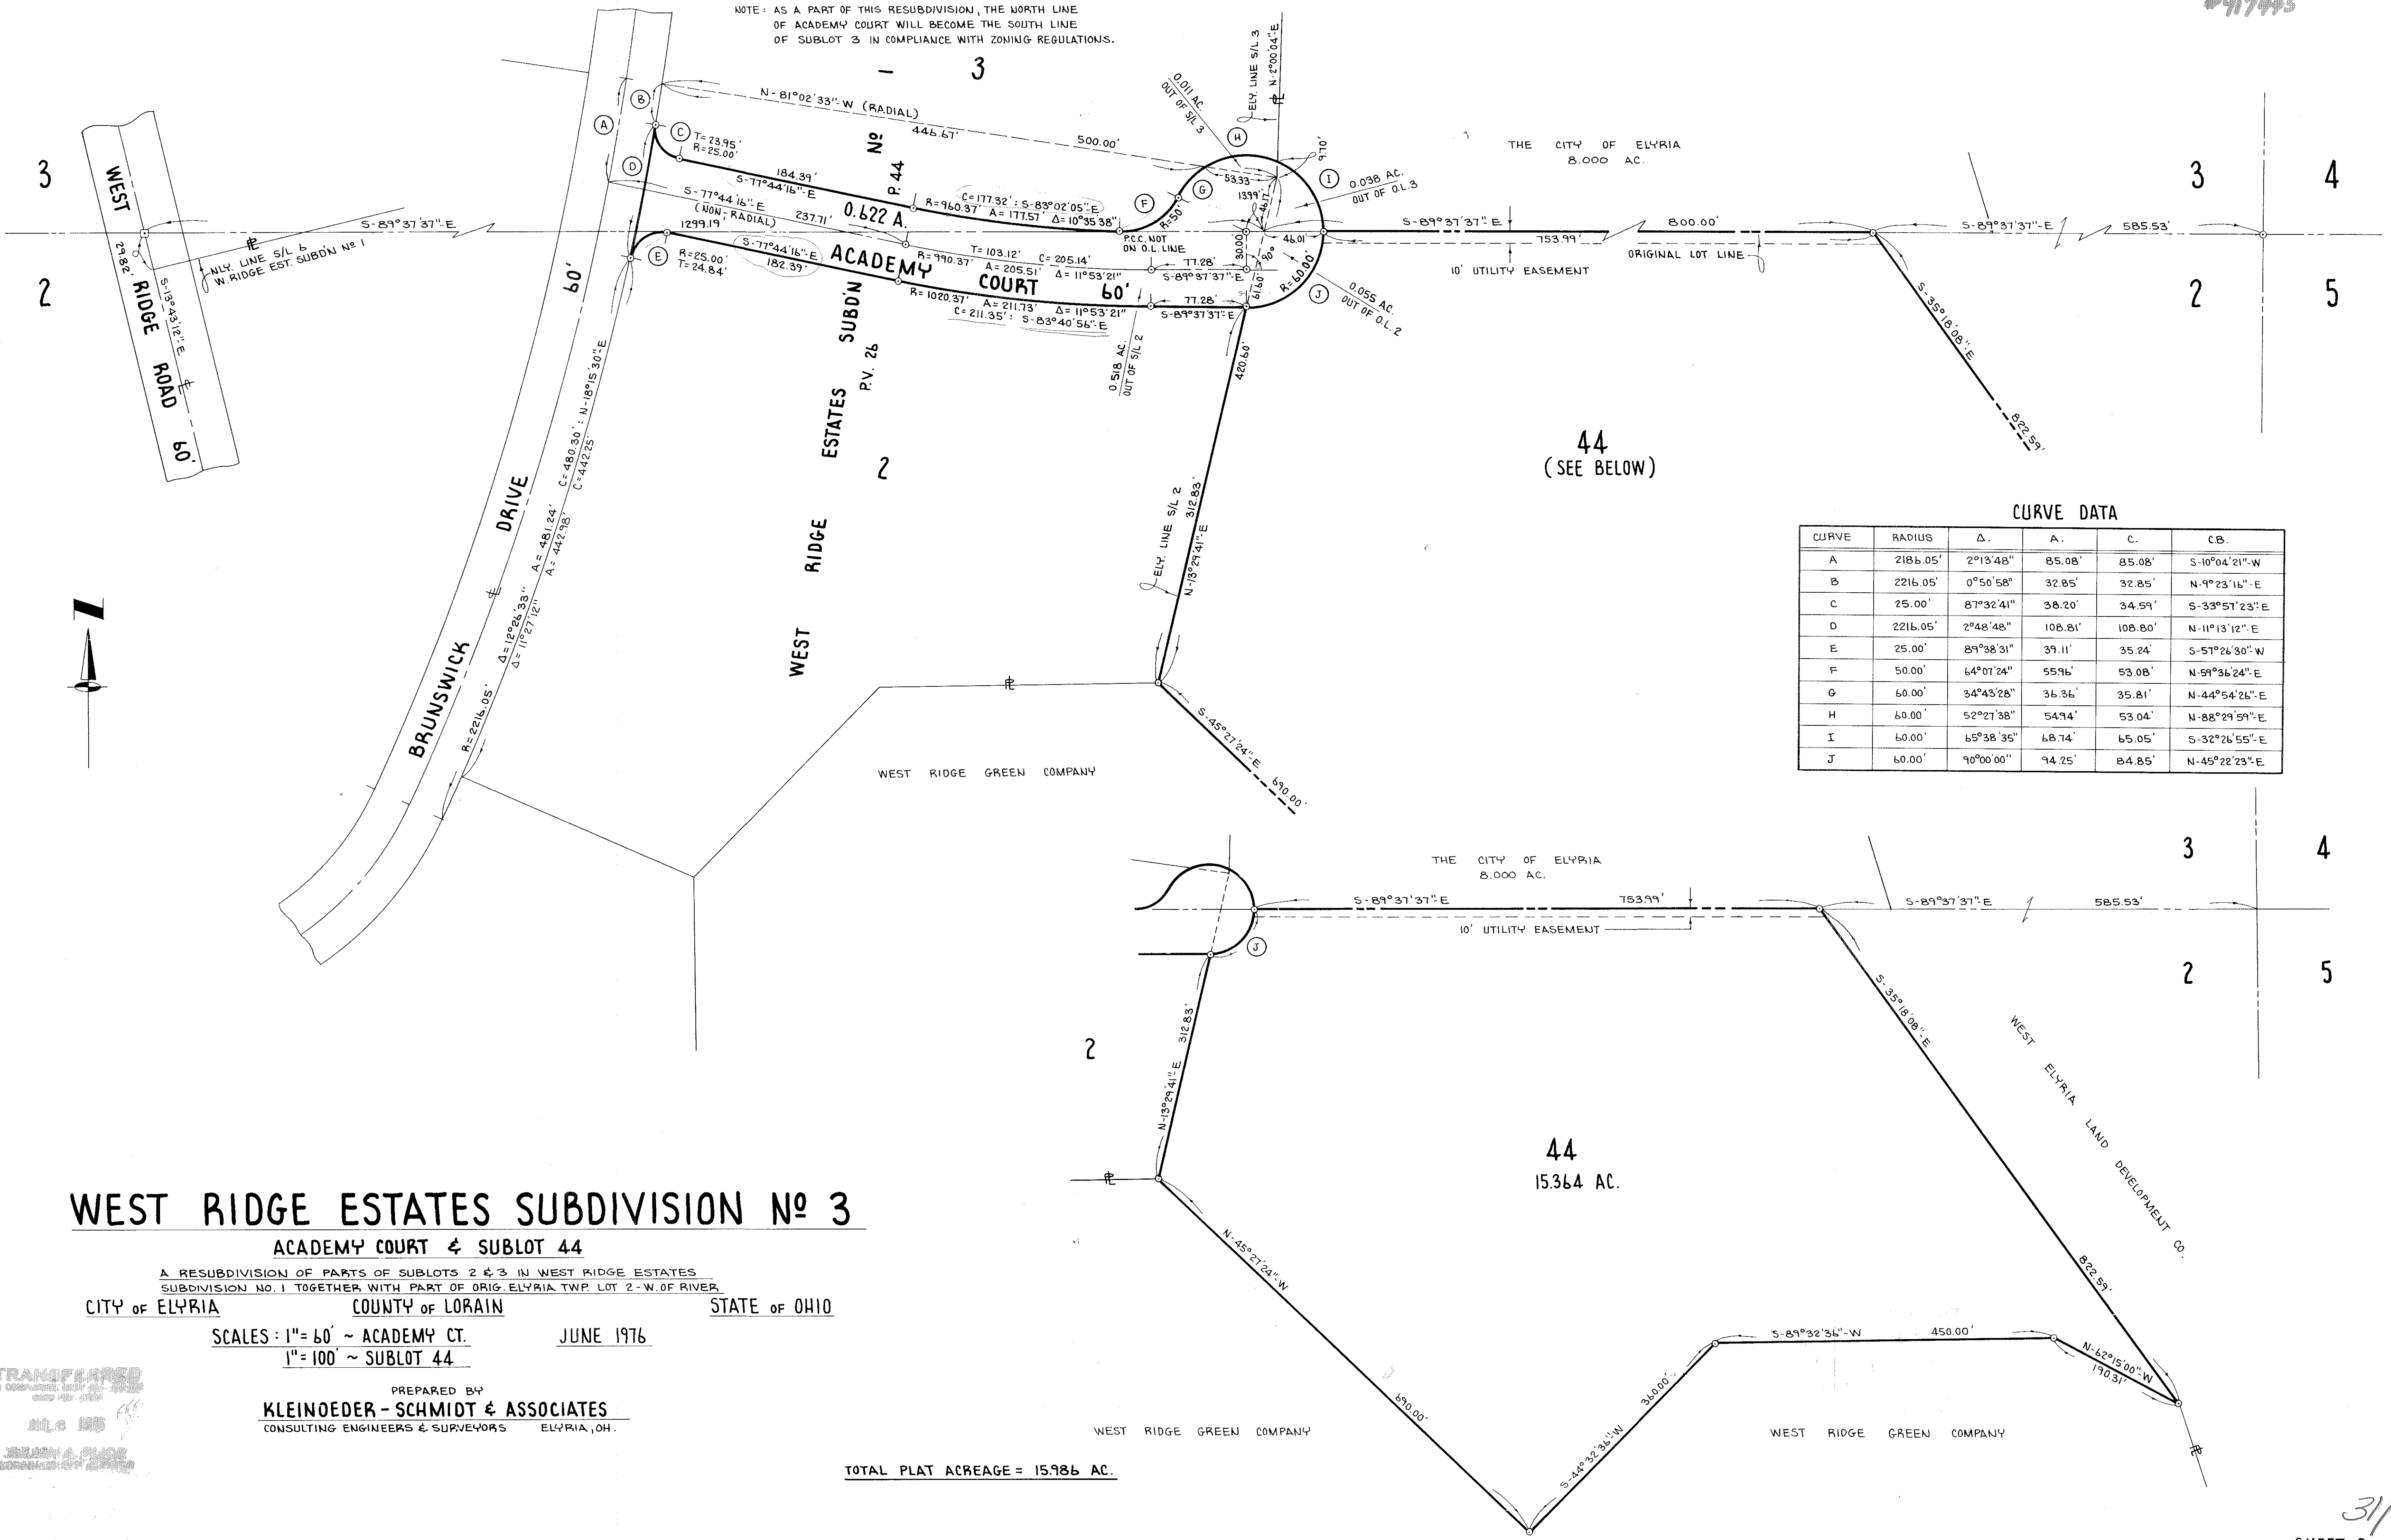 NOTE: AS A PART OF THIS RESUBDIVISION, THE NORTH LINE
OF ACADEMY COURT WILL BECOME THE SOUTH LINE
OF SUBLOT 3 IN COMPLIANCE WITH ZONING REGULATIONS.
3
2
WEST RIDGE ROAD 60'
29.82'
S-13°43'12"-E
NLY. LINE S/L 6
W. RIDGE EST. SUBD'N Nº 1
S-89°37'37"-E
1299.19'
3
A
B
C
D
E
F
G
H
I
J
T=23.95'
R=25.00'
N-81°02'33"-W (RADIAL)
446.67'
500.00'
184.39'
S-77°44'16"-E
S-77°44'16"-E
(NON-RADIAL)
237.71'
0.622 A.
C=177.32' : S-83°02'05"-E
R=960.37' A=177.57' Δ=10°35'38"
R=50'
P.C.C. NOT
ON O.L. LINE
R=25.00'
T=24.84'
S-77°44'16"-E
182.39'
ACADEMY COURT 60'
T=103.12' C=205.14'
R=990.37' A=205.51' Δ=11°53'21"
R=1020.37' A=211.73' Δ=11°53'21"
C=211.35' : S-83°40'56"-E
77.28'
S-89°37'37"-E
77.28'
S-89°37'37"-E
0.011 AC.
OUT OF S/L 3
ELY. LINE S/L 3
N-2°00'04"-E
9.70'
53.33
13.99'
46.17'
46.01'
30.00'
90°
61.60'
R=60.00'
0.038 AC.
OUT OF O.L.3
0.055 AC.
OUT OF O.L. 2
0.518 AC.
OUT OF S/L 2
THE CITY OF ELYRIA
8.000 AC.
S-89°37'37"-E
800.00'
753.99'
10' UTILITY EASEMENT
ORIGINAL LOT LINE
S-89°37'37"-E
585.53'
3 4
2 5
S-35°18'08"-E
822.59'
420.60'
ELY. LINE S/L 2
312.83'
N-13°29'41"-E
44
(SEE BELOW)
WEST RIDGE ESTATES SUBD'N Nº 1
P.V. 26 P. 44
2
BRUNSWICK DRIVE 60'
R=2216.05'
Δ=12°26'33" A=481.24' C=480.30' : N-18°15'30"-E
Δ=11°27'12" A=442.98' C=442.25'
WEST RIDGE GREEN COMPANY
S-45°27'24"-E
690.00'
CURVE DATA
CURVE RADIUS Δ. A. C. C.B.
A 2186.05' 2°13'48" 85.08' 85.08' S-10°04'21"-W
B 2216.05' 0°50'58" 32.85' 32.85' N-9°23'16"-E
C 25.00' 87°32'41" 38.20' 34.59' S-33°57'23"-E
D 2216.05' 2°48'48" 108.81' 108.80' N-11°13'12"-E
E 25.00' 89°38'31" 39.11' 35.24' S-57°26'30"-W
F 50.00' 64°07'24" 55.96' 53.08' N-59°36'24"-E
G 60.00' 34°43'28" 36.36' 35.81' N-44°54'26"-E
H 60.00' 52°27'38" 54.94' 53.04' N-88°29'59"-E
I 60.00' 65°38'35" 68.74' 65.05' S-32°26'55"-E
J 60.00' 90°00'00" 94.25' 84.85' N-45°22'23"-E
THE CITY OF ELYRIA
8.000 AC.
S-89°37'37"-E
753.99'
10' UTILITY EASEMENT
S-89°37'37"-E
585.53'
3 4
2 5
J
2
N-13°29'41"-E
312.83'
S-35°18'08"-E
822.59'
WEST ELYRIA LAND DEVELOPMENT CO.
44
15.364 AC.
N-45°27'24"-W
690.00'
S-44°32'36"-W
360.00'
S-89°32'36"-W
450.00'
N-62°15'00"-W
190.31'
WEST RIDGE GREEN COMPANY
WEST RIDGE GREEN COMPANY
WEST RIDGE ESTATES SUBDIVISION Nº 3
ACADEMY COURT & SUBLOT 44
A RESUBDIVISION OF PARTS OF SUBLOTS 2 & 3 IN WEST RIDGE ESTATES
SUBDIVISION NO. 1 TOGETHER WITH PART OF ORIG. ELYRIA TWP. LOT 2-W. OF RIVER
CITY OF ELYRIA COUNTY OF LORAIN STATE OF OHIO
SCALES: 1"=60' ~ ACADEMY CT. JUNE 1976
1"=100' ~ SUBLOT 44
PREPARED BY
KLEINOEDER-SCHMIDT & ASSOCIATES
CONSULTING ENGINEERS & SURVEYORS ELYRIA, OH.
TOTAL PLAT ACREAGE = 15.986 AC.
TRANSFERRED
31/